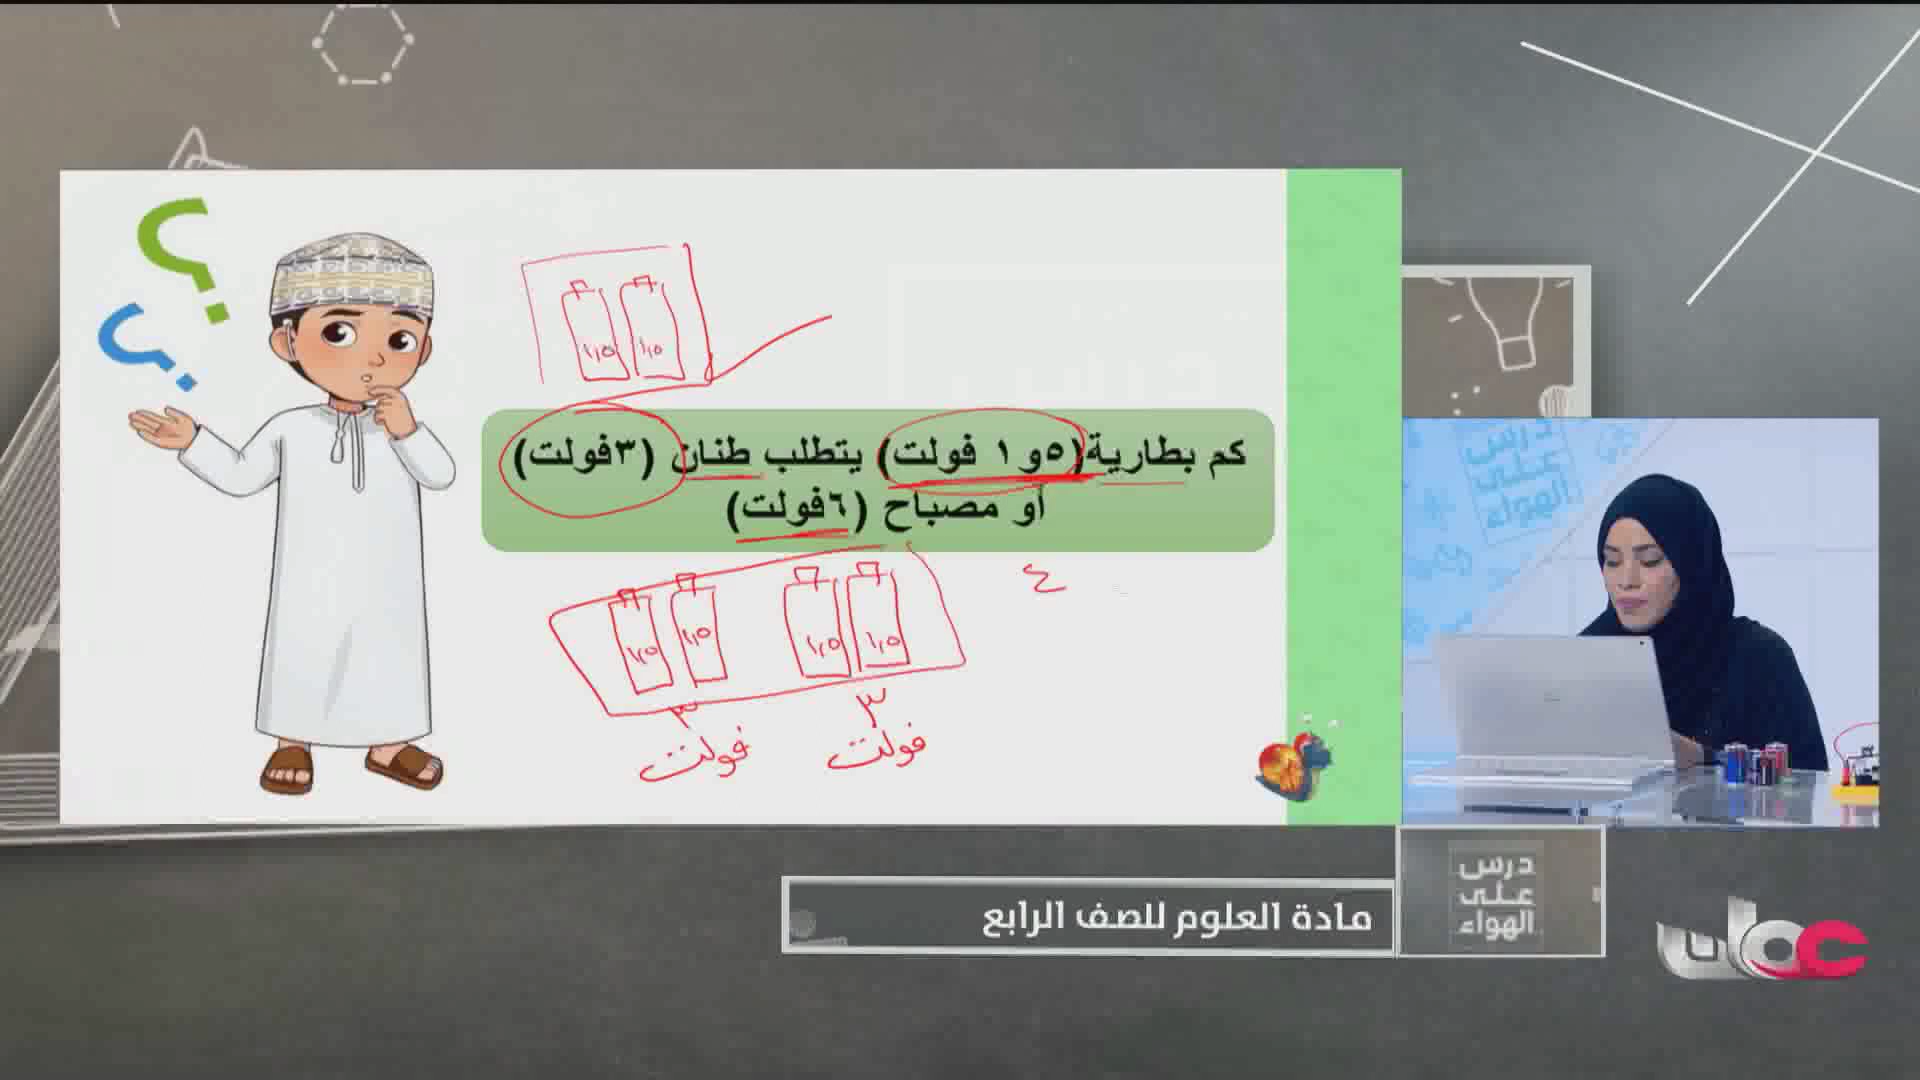 ؟
؟
١,٥ ١,٥
كم بطارية (٥و١ فولت) يتطلب طنان (٣فولت)
أو مصباح (٦فولت)
٤
١,٥ ١,٥ ١,٥ ١,٥
٣ ٣
فولت فولت
درس
على
الهواء
مادة العلوم للصف الرابع
درس
على
الهواء
عمان